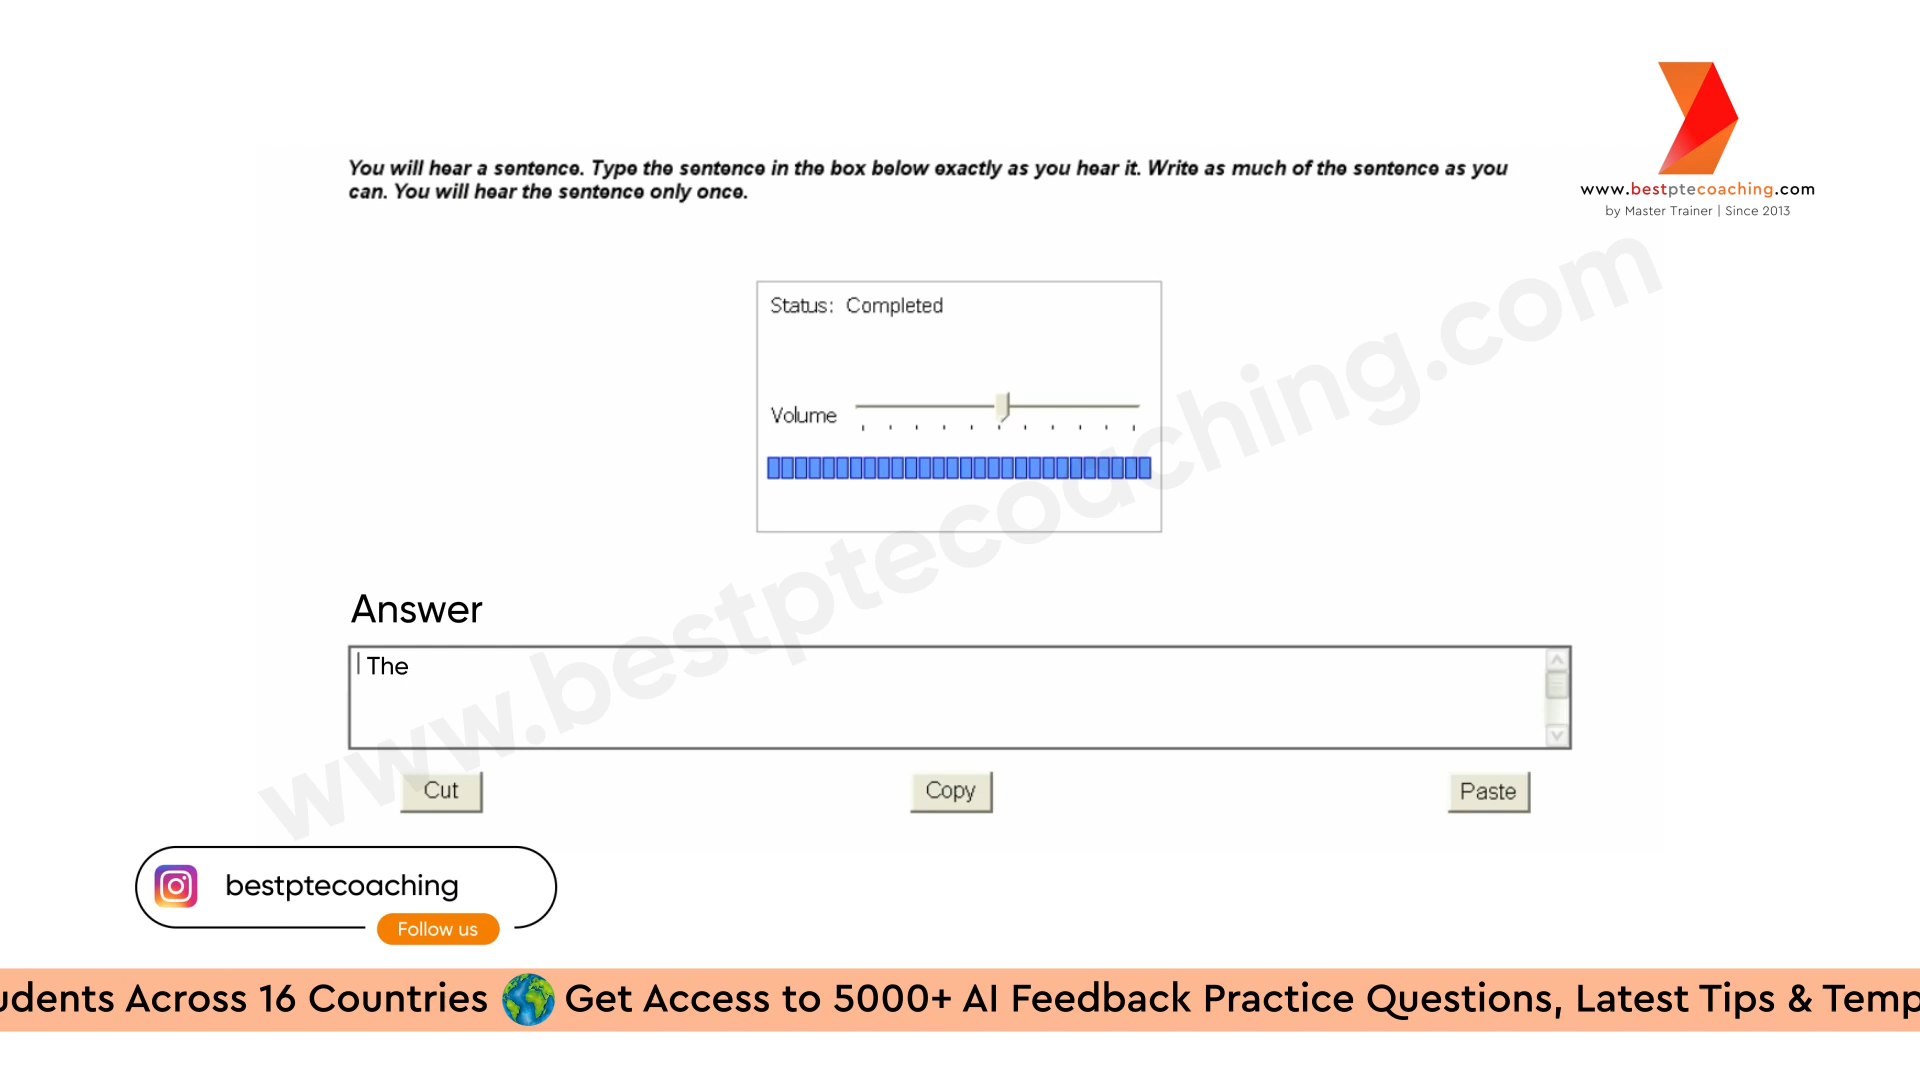 You will hear a sentence. Type the sentence in the box below exactly as you hear it. Write as much of the sentence as you
can. You will hear the sentence only once.
www.bestptecoaching.com
by Master Trainer | Since 2013
Status: Completed
Volume
www.bestptecoaching.com
Answer
The
Cut
Copy
Paste
bestptecoaching
Follow us
udents Across 16 Countries Get Access to 5000+ AI Feedback Practice Questions, Latest Tips & Temp